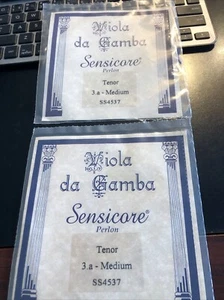 Viola
da Gamba
Sensicore®
Perlon
Tenor
3.a - Medium
SS4537
Viola
da Gamba
Sensicore®
Perlon
Tenor
3.a - Medium
SS4537